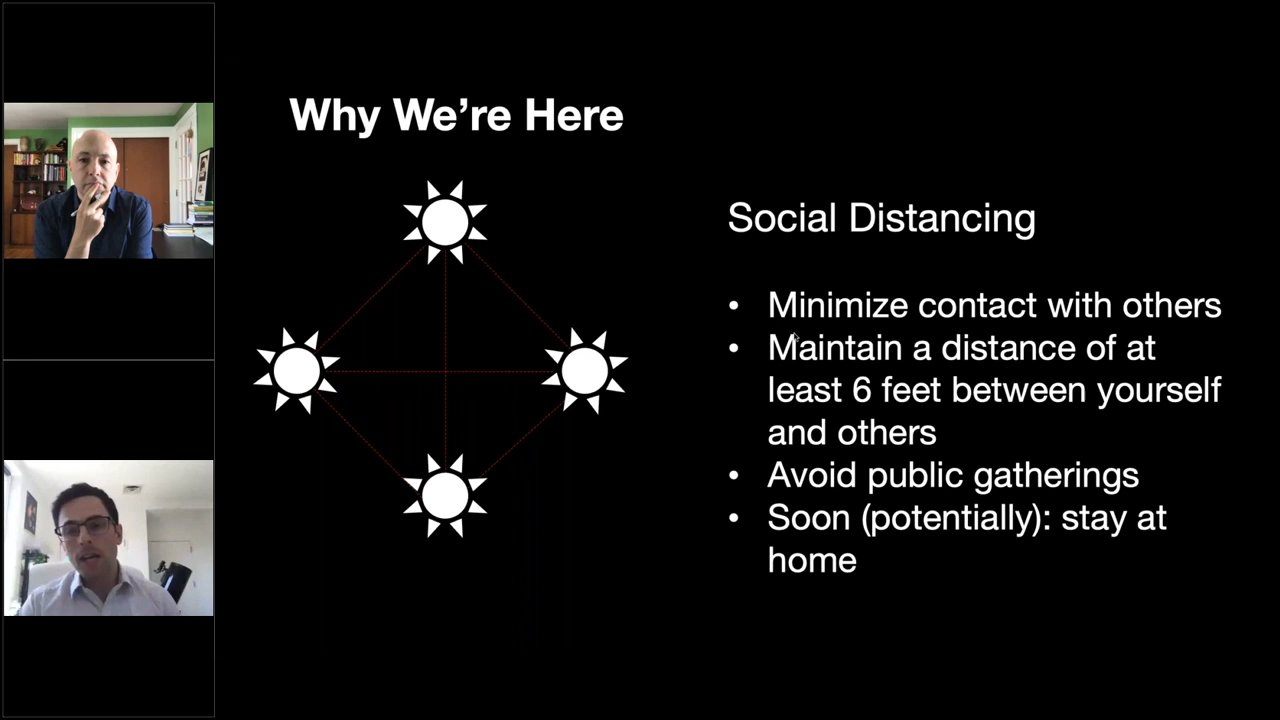 Why We're Here
Social Distancing
• Minimize contact with others
• Maintain a distance of at
least 6 feet between yourself
and others
• Avoid public gatherings
• Soon (potentially): stay at
home